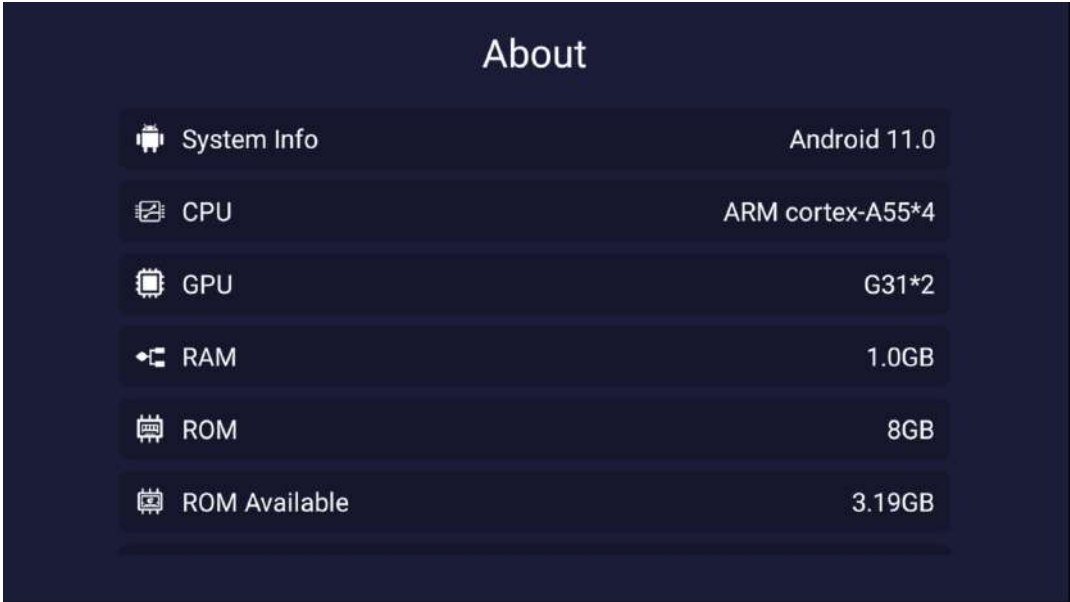 About
System Info Android 11.0
CPU ARM cortex-A55*4
GPU G31*2
RAM 1.0GB
ROM 8GB
ROM Available 3.19GB